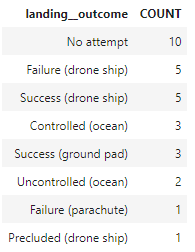 landing__outcome COUNT
No attempt 10
Failure (drone ship) 5
Success (drone ship) 5
Controlled (ocean) 3
Success (ground pad) 3
Uncontrolled (ocean) 2
Failure (parachute) 1
Precluded (drone ship) 1